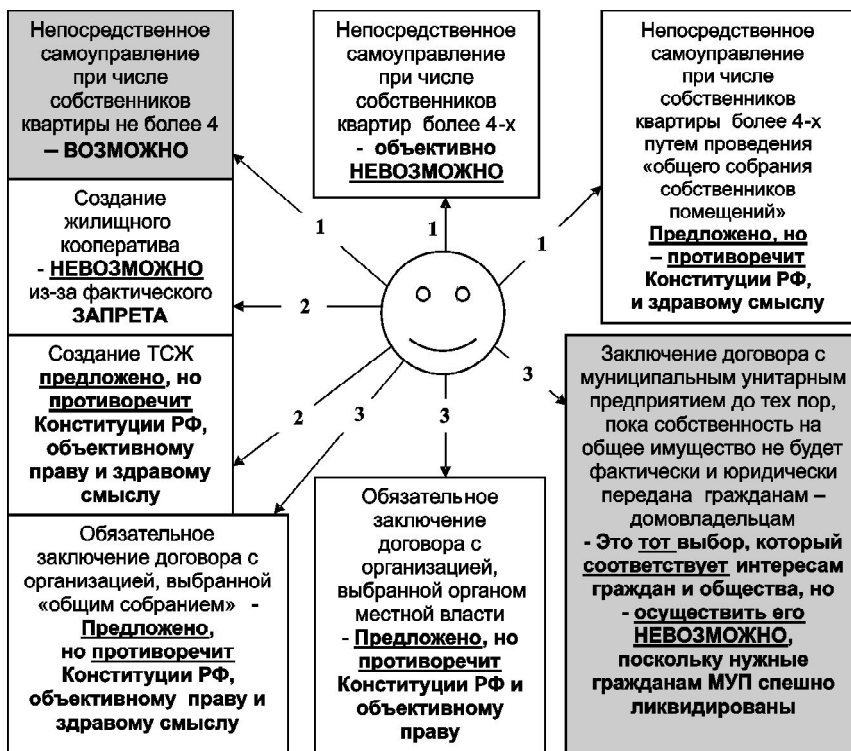 Непосредственное
самоуправление
при числе
собственников
квартиры не более 4
– ВОЗМОЖНО
Непосредственное
самоуправление
при числе
собственников
квартир более 4-х
- объективно
НЕВОЗМОЖНО
Непосредственное
самоуправление
при числе
собственников
квартиры более 4-х
путем проведения
«общего собрания
собственников
помещений»
Предложено, но
– противоречит
Конституции РФ,
и здравому смыслу
1
1
1
Создание
жилищного
кооператива
- НЕВОЗМОЖНО
из-за фактического
ЗАПРЕТА
2
Создание ТСЖ
предложено, но
противоречит
Конституции РФ,
объективному
праву и здравому
смыслу
2
3
3
3
Заключение договора с
муниципальным унитарным
предприятием до тех пор,
пока собственность на
общее имущество не будет
фактически и юридически
передана гражданам –
домовладельцам
- Это тот выбор, который
соответствует интересам
граждан и общества, но
- осуществить его
НЕВОЗМОЖНО,
поскольку нужные
гражданам МУП спешно
ликвидированы
Обязательное
заключение договора с
организацией, выбранной
«общим собранием» -
Предложено,
но противоречит
Конституции РФ,
объективному праву и
здравому смыслу
Обязательное
заключение
договора с
организацией,
выбранной органом
местной власти
- Предложено, но
противоречит
Конституции РФ и
объективному
праву